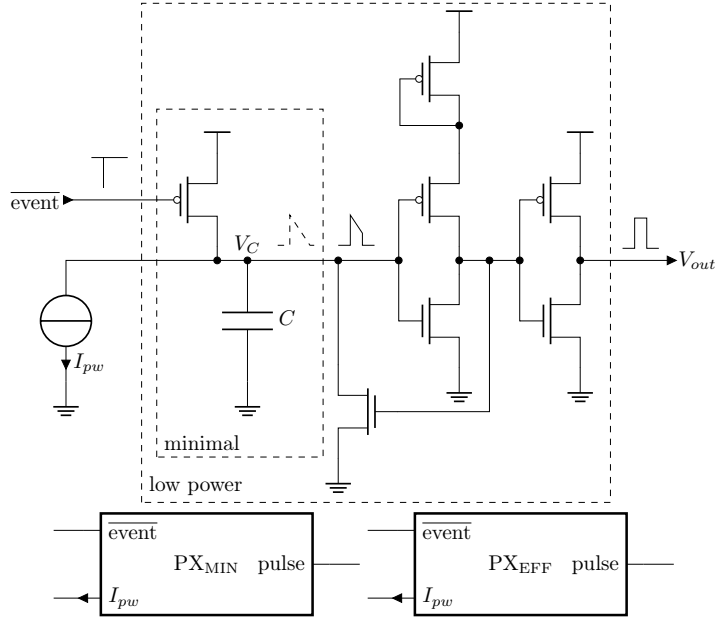 event
V_C
C
V_out
I_pw
minimal
low power
event
PX_MIN pulse
I_pw
event
PX_EFF pulse
I_pw